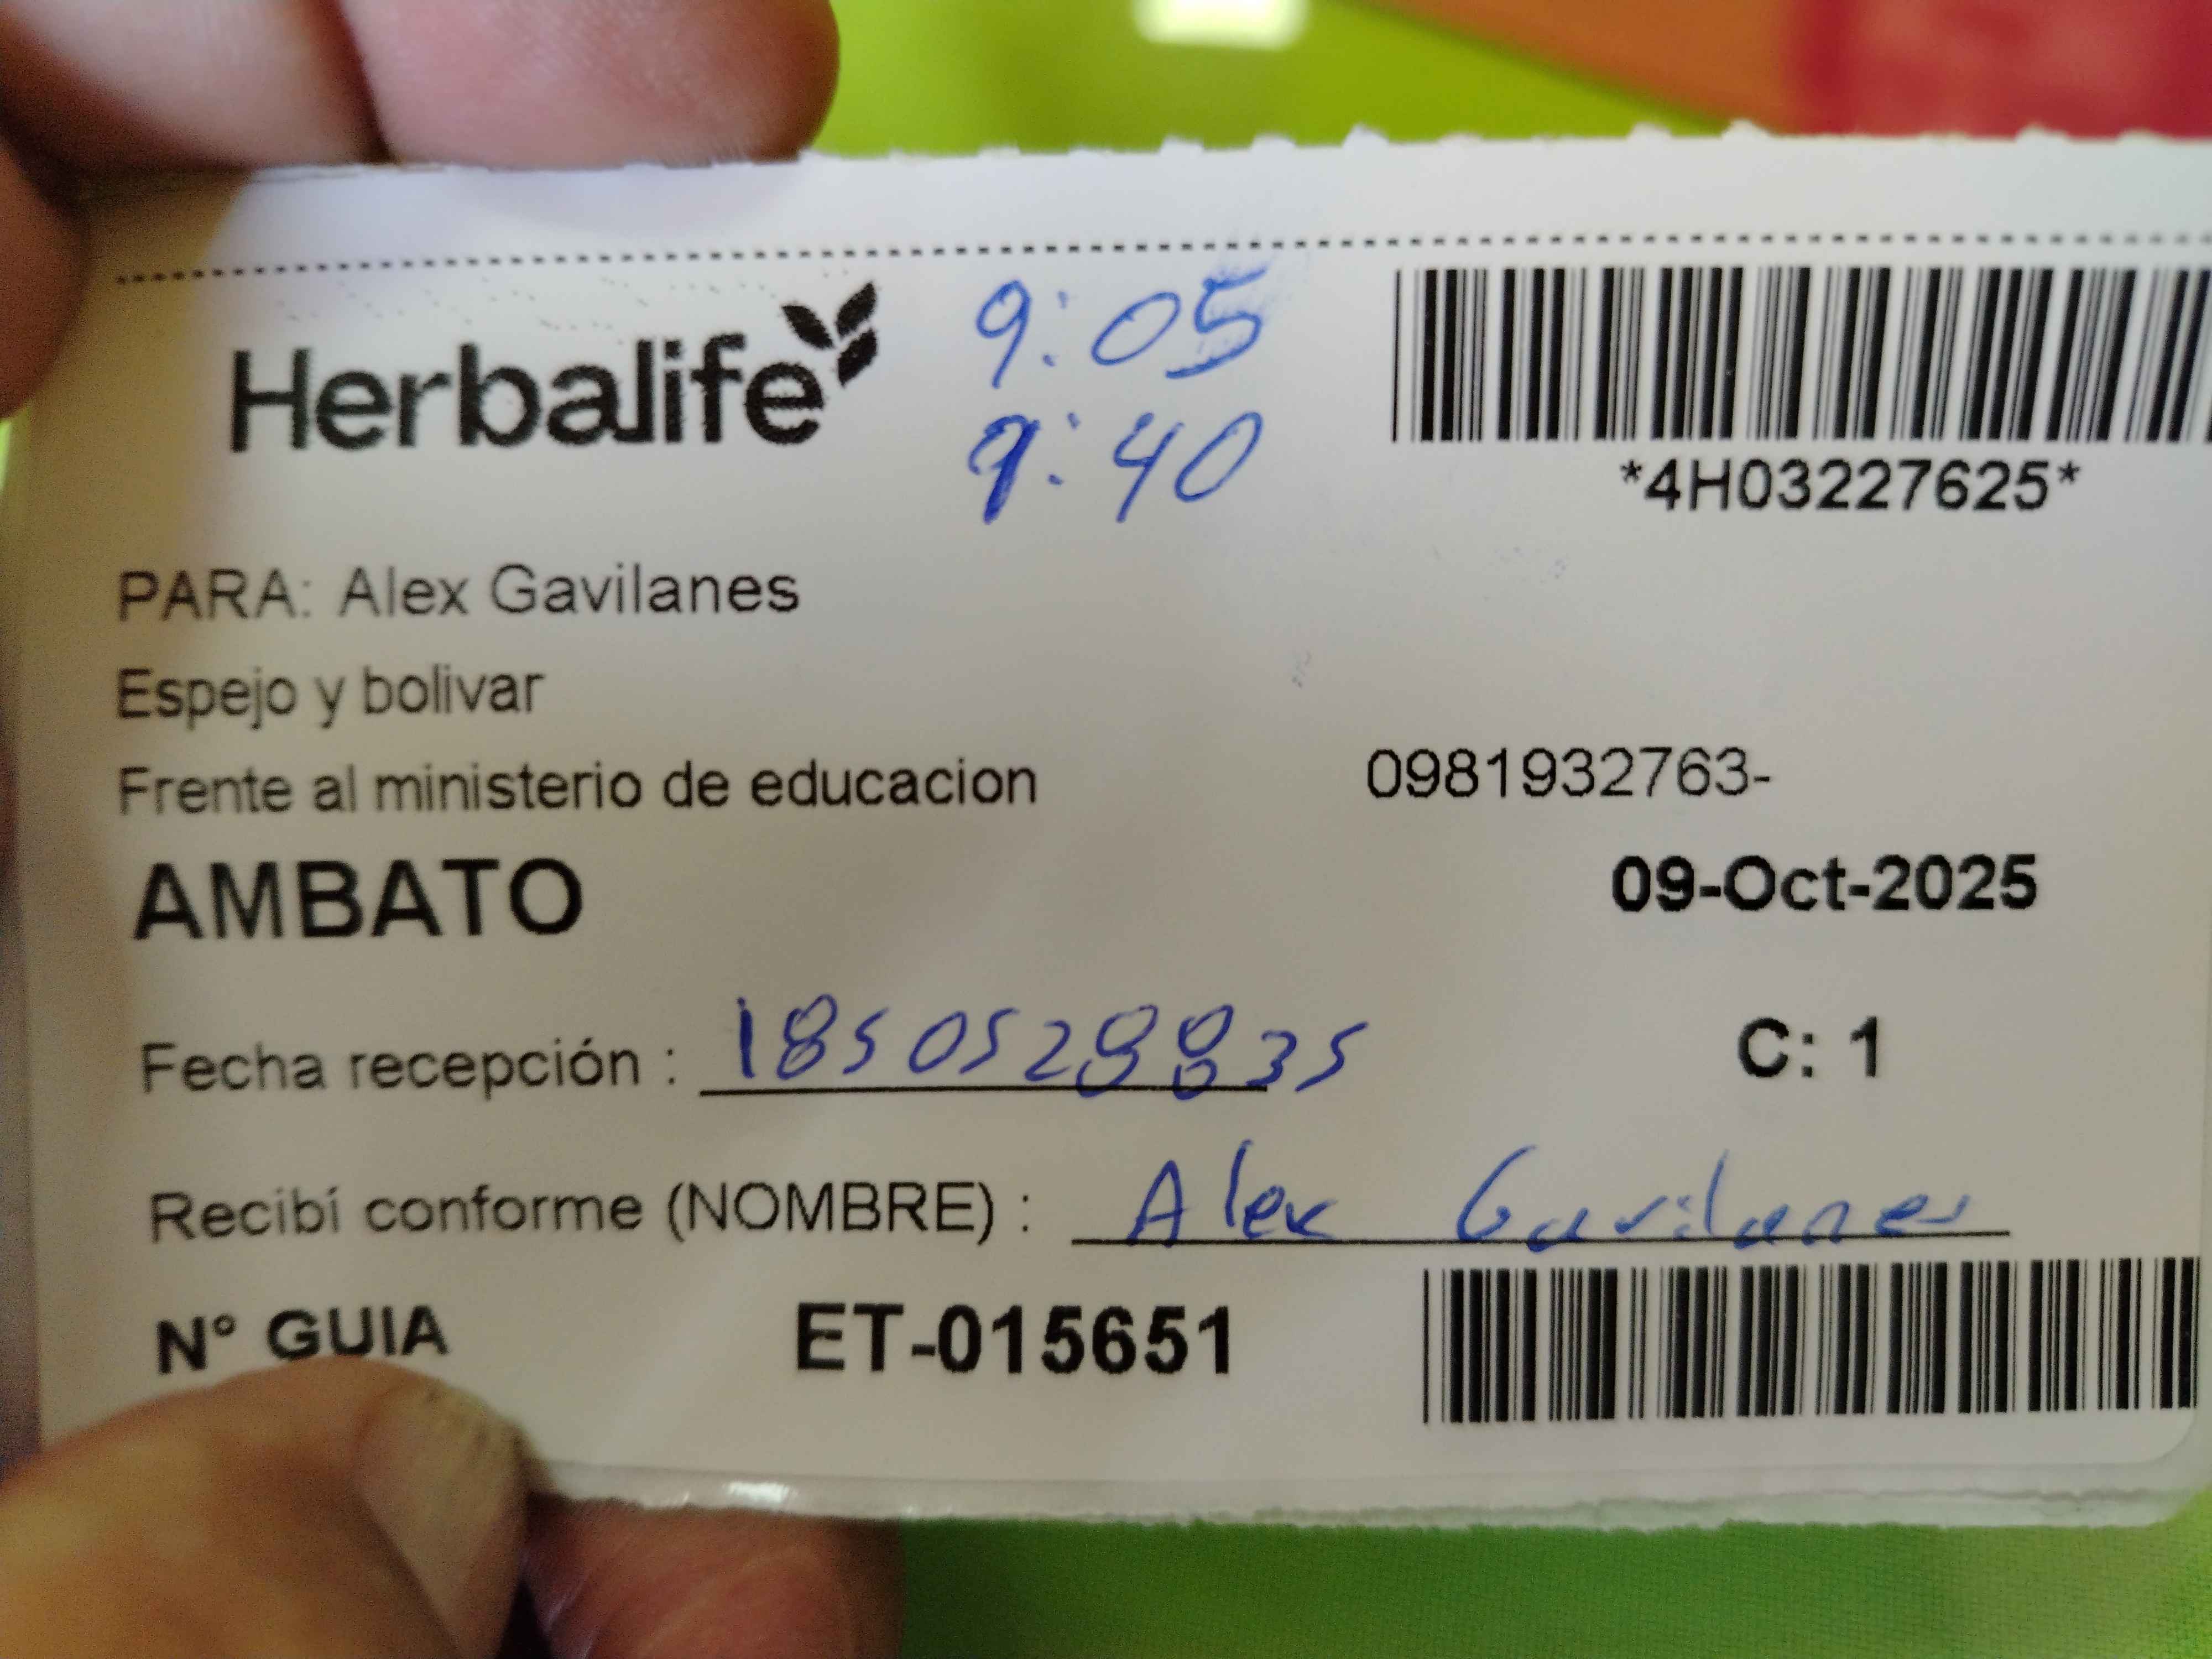 Herbalife
9:05
9:40
*4H03227625*
PARA: Alex Gavilanes
Espejo y bolivar
Frente al ministerio de educacion 0981932763-
AMBATO 09-Oct-2025
Fecha recepción : 1850529835 C: 1
Recibí conforme (NOMBRE) : Alex Gavilanes
N° GUIA ET-015651